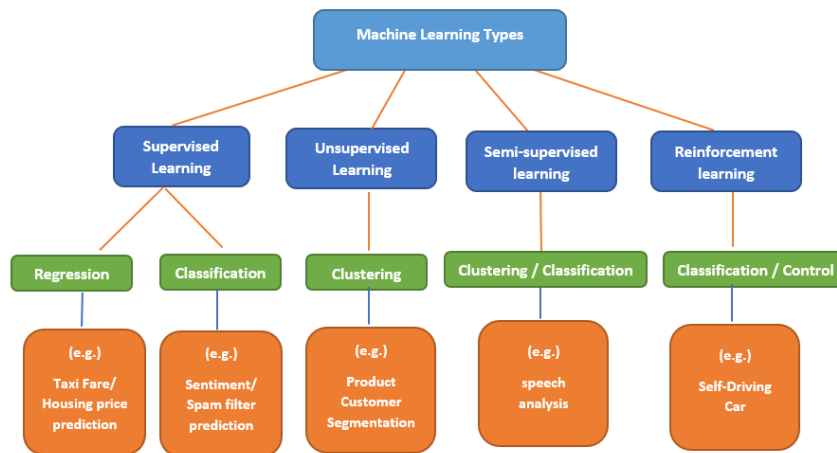 Machine Learning Types
Supervised
Learning
Unsupervised
Learning
Semi-supervised
learning
Reinforcement
learning
Regression
Classification
Clustering
Clustering / Classification
Classification / Control
(e.g.)
Taxi Fare/
Housing price
prediction
(e.g.)
Sentiment/
Spam filter
prediction
(e.g.)
Product
Customer
Segmentation
(e.g.)
speech
analysis
(e.g.)
Self-Driving
Car